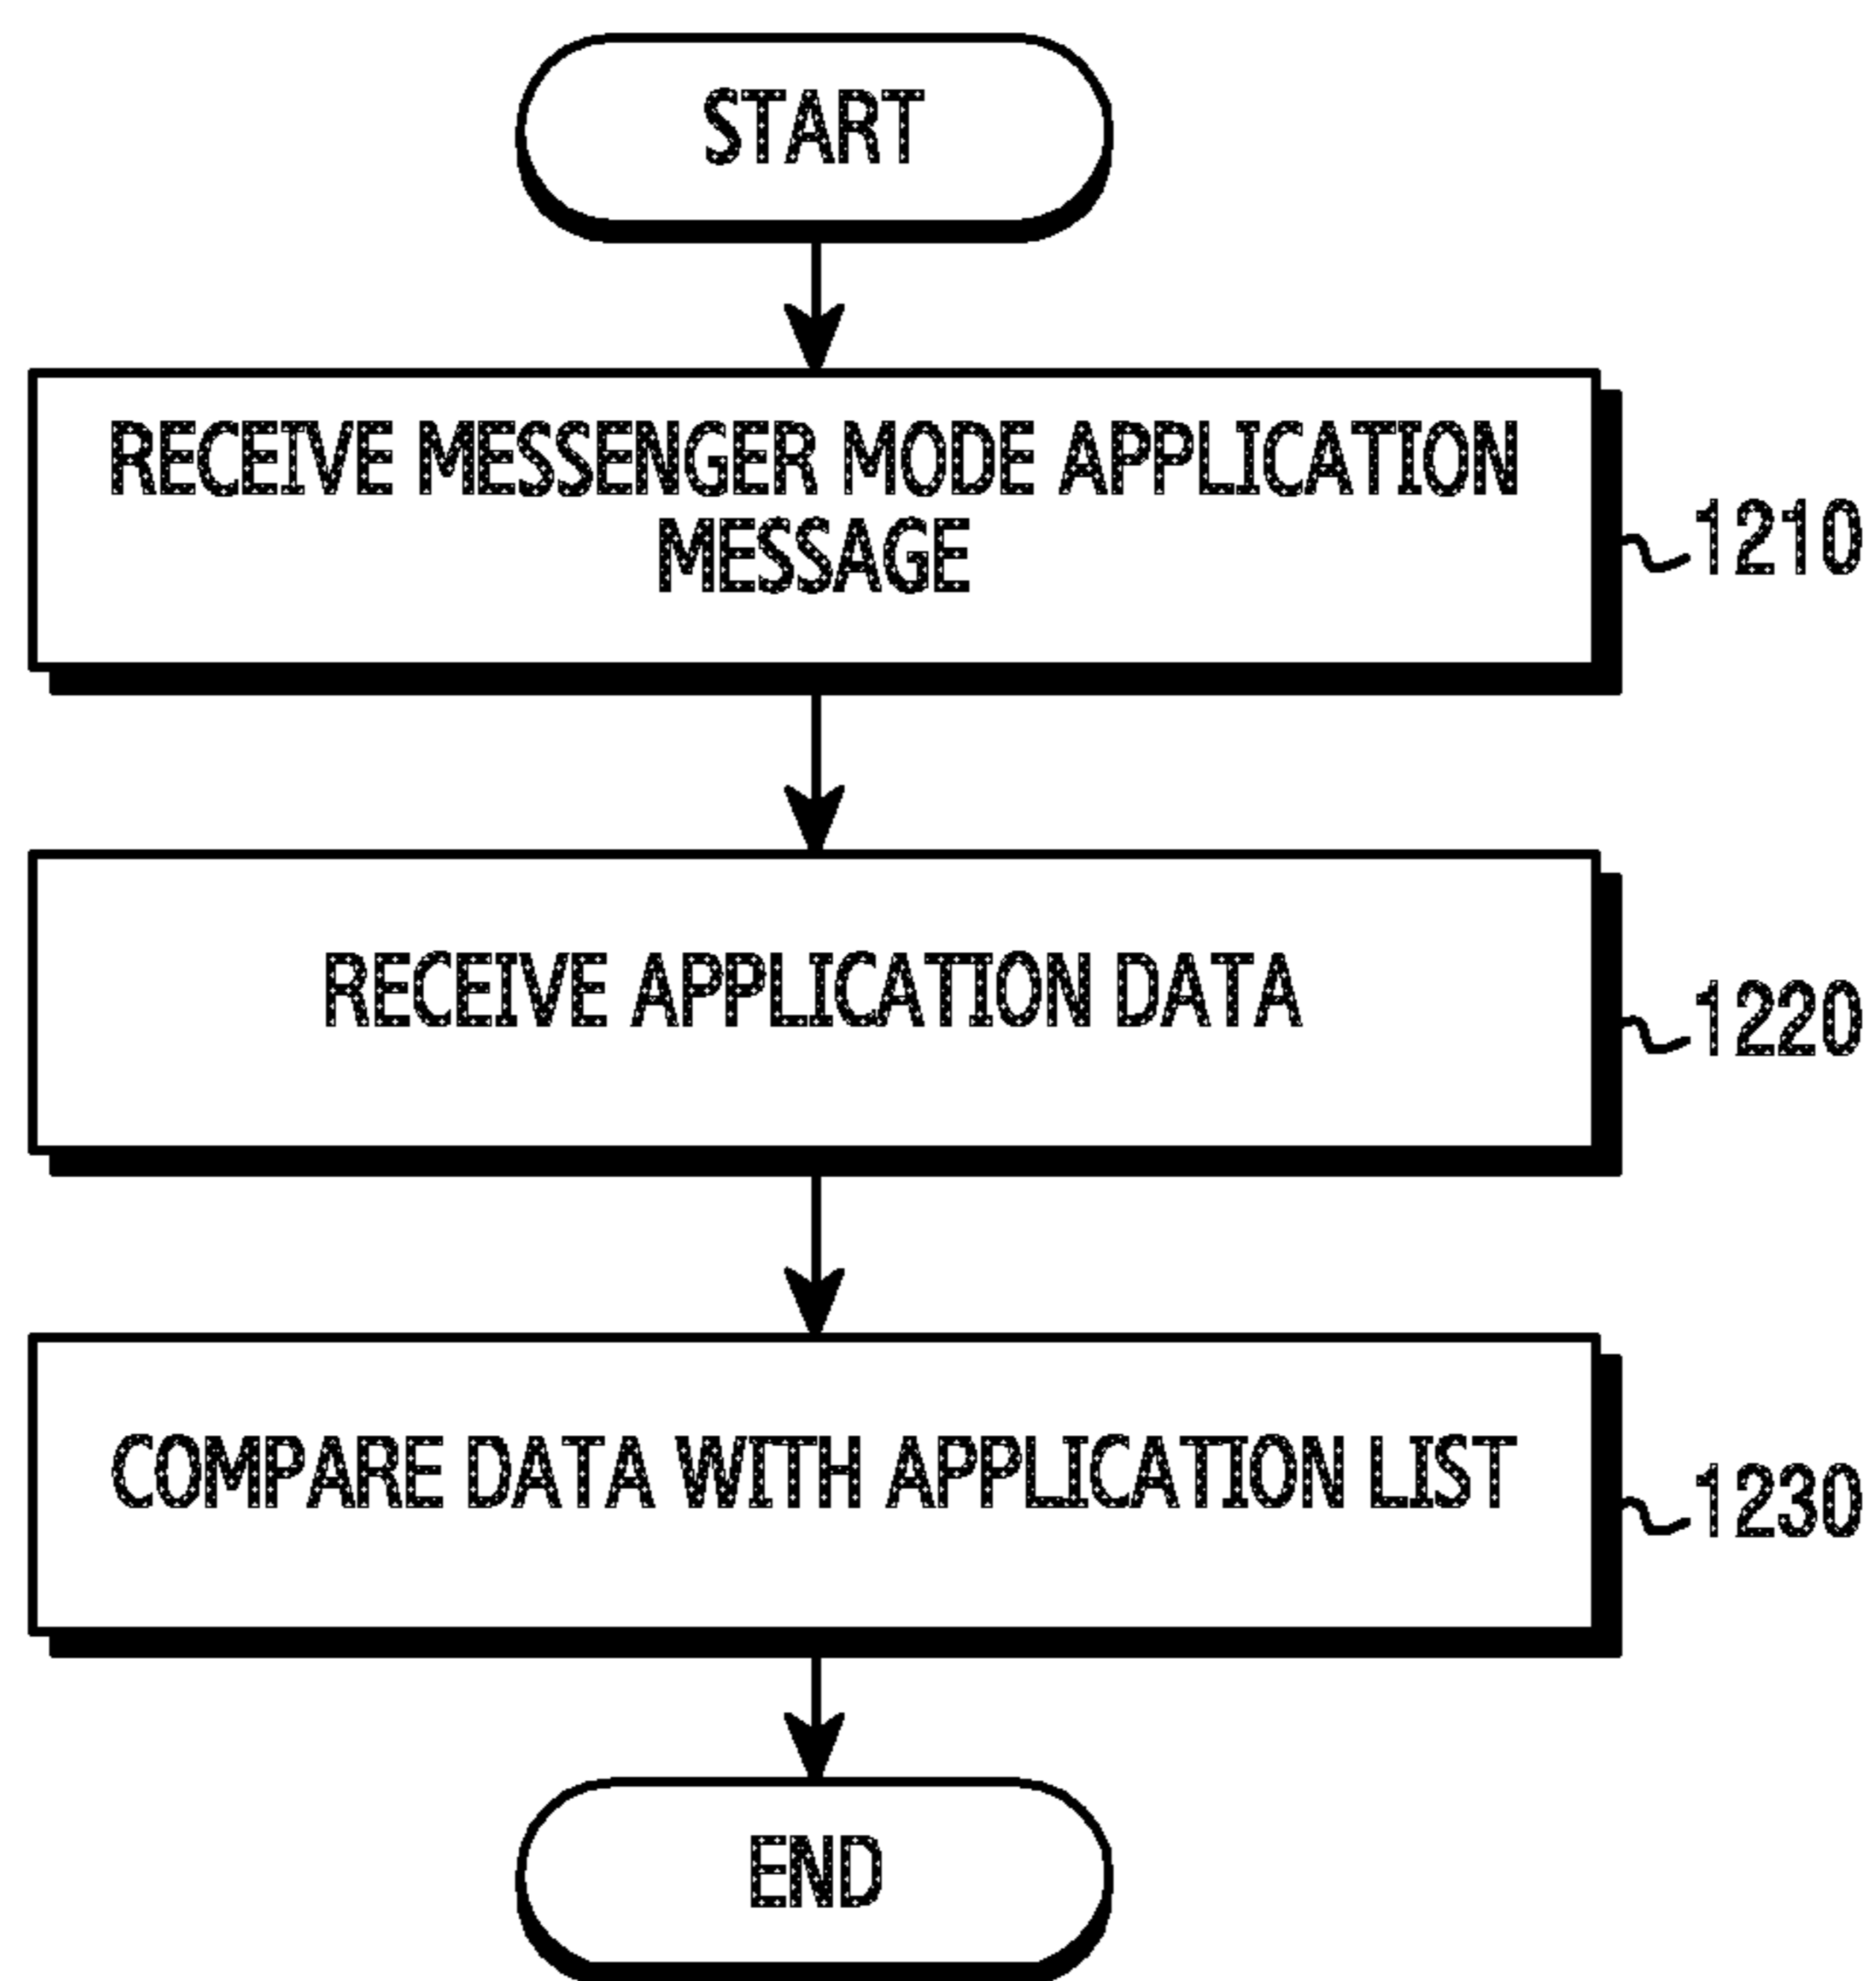 START
RECEIVE MESSENGER MODE APPLICATION
MESSAGE
1210
RECEIVE APPLICATION DATA
1220
COMPARE DATA WITH APPLICATION LIST
1230
END